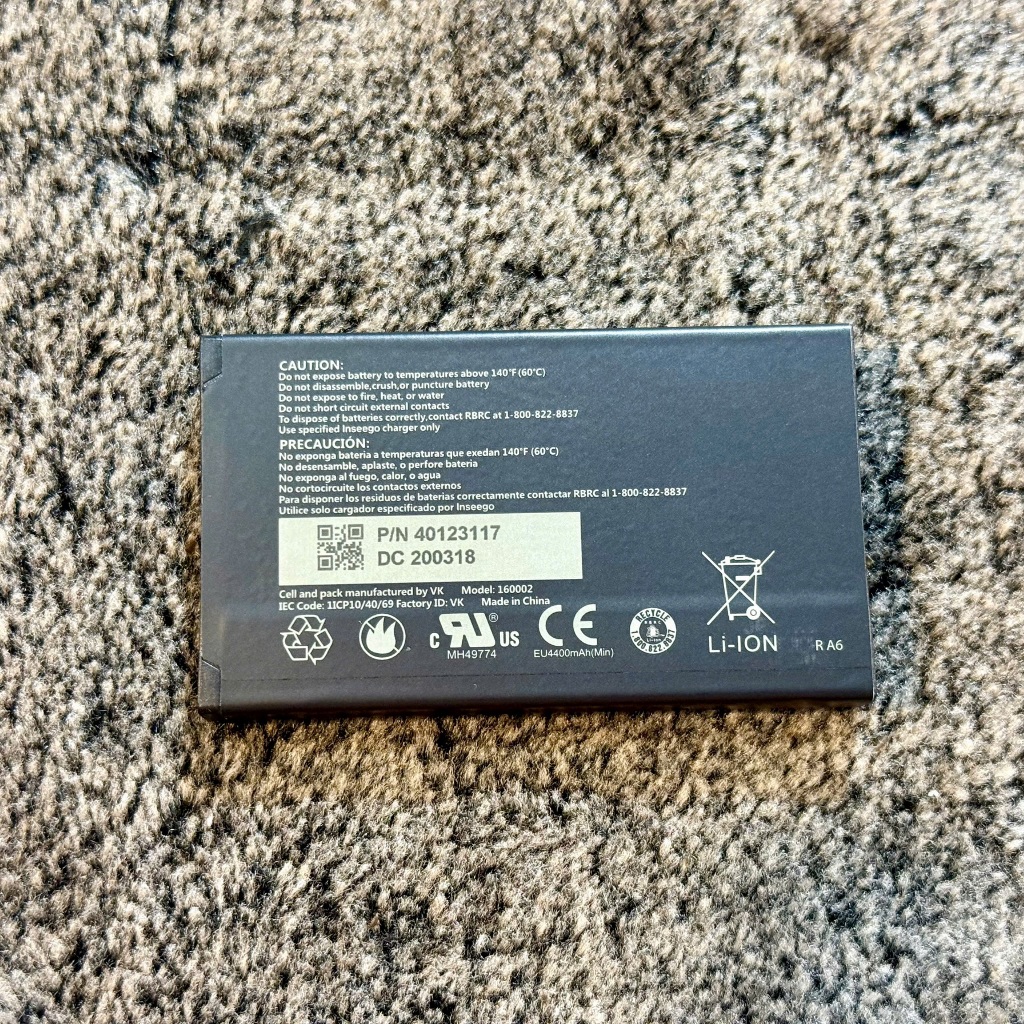 CAUTION:
Do not expose battery to temperatures above 140°F(60°C)
Do not disassemble,crush,or puncture battery
Do not expose to fire, heat, or water
Do not short circuit external contacts
To dispose of batteries correctly,contact RBRC at 1-800-822-8837
Use specified Inseego charger only
PRECAUCIÓN:
No exponga bateria a temperaturas que exedan 140°F (60°C)
No desensamble, aplaste, o perfore bateria
No exponga al fuego, calor, o agua
No cortocircuite los contactos externos
Para disponer los residuos de baterias correctamente contactar RBRC al 1-800-822-8837
Utilice solo cargador especificado por Inseego
P/N 40123117
DC 200318
Cell and pack manufactured by VK Model: 160002
IEC Code: 1ICP10/40/69 Factory ID: VK Made in China
c RU® US
MH49774
CE
EU4400mAh(Min)
RECYCLE
RBRC
Li-ion
Li-ION
R A6